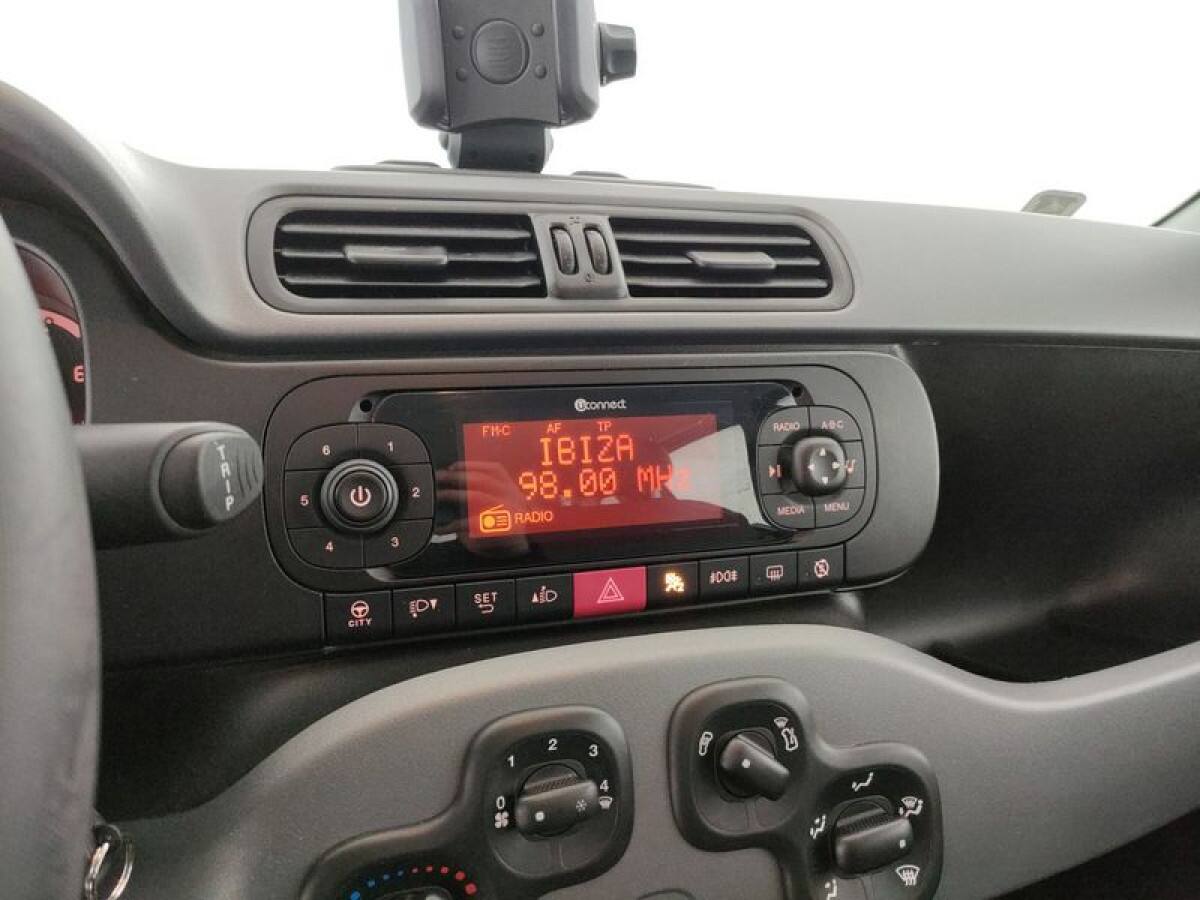 E
TRIP
Uconnect
FM-C AF TP
IBIZA
98.00 MHz
RADIO
6 1
5 2
4 3
RADIO A·B·C
MEDIA MENU
CITY
SET
0 1 2 3 4